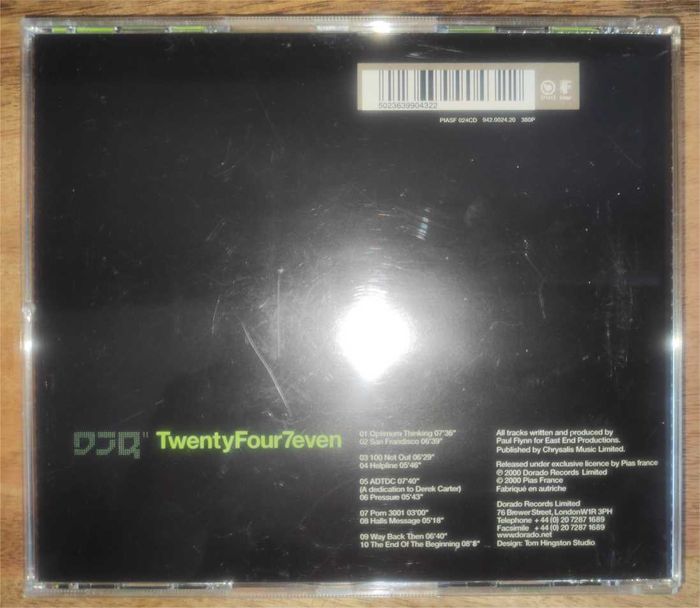 5023639904322
PIASF 024CD 942.0024.20 380P
TwentyFour7even
01 Optimum Thinking 07'36"
02 San Frandisco 06'39"
03 100 Not Out 06'29"
04 Helpline 05'46"
05 ADTDC 07'40"
(A dedication to Derek Carter)
06 Pressure 05'43"
07 Porn 3001 03'00"
08 Halls Message 05'18"
09 Way Back Then 06'40"
10 The End Of The Beginning 08'8"
All tracks written and produced by
Paul Flynn for East End Productions.
Published by Chrysalis Music Limited.
Released under exclusive licence by Pias france
℗ 2000 Dorado Records Limited
© 2000 Pias France
Fabriqué en autriche
Dorado Records Limited
76 Brewer Street, LondonW1R 3PH
Telephone + 44 (0) 20 7287 1689
Facsimile + 44 (0) 20 7287 1689
www.dorado.net
Design: Tom Hingston Studio